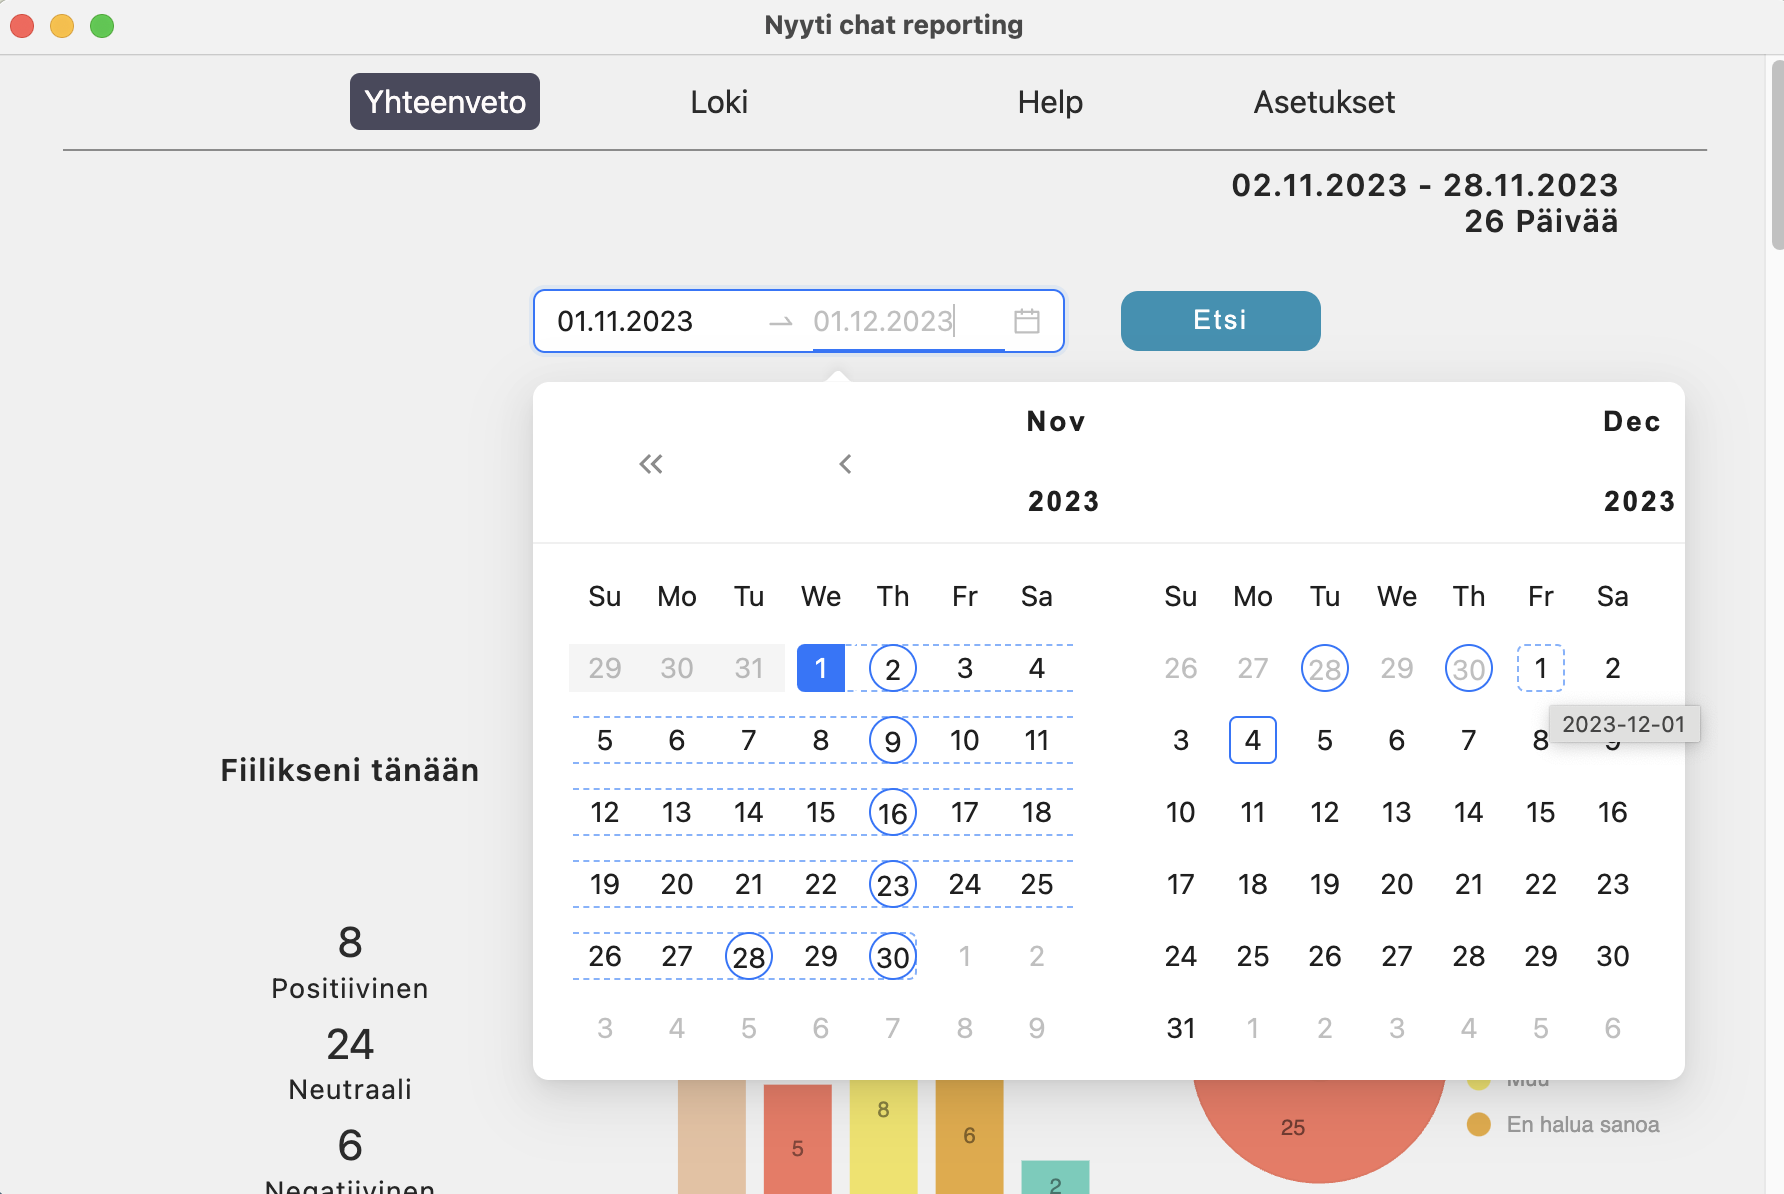 Nyyti chat reporting
Yhteenveto Loki Help Asetukset
02.11.2023 - 28.11.2023
26 Päivää
01.11.2023 → 01.12.2023 Etsi
Nov Dec
« ‹
2023 2023
Su Mo Tu We Th Fr Sa Su Mo Tu We Th Fr Sa
29 30 31 1 2 3 4 26 27 28 29 30 1 2
2023-12-01
5 6 7 8 9 10 11 3 4 5 6 7 8
Fiilikseni tänään
12 13 14 15 16 17 18 10 11 12 13 14 15 16
19 20 21 22 23 24 25 17 18 19 20 21 22 23
8
26 27 28 29 30 1 2 24 25 26 27 28 29 30
Positiivinen
3 4 5 6 7 8 9 31 1 2 3 4 5 6
24
Neutraali
8
En halua sanoa
25
6
5
6
2
Negatiivinen